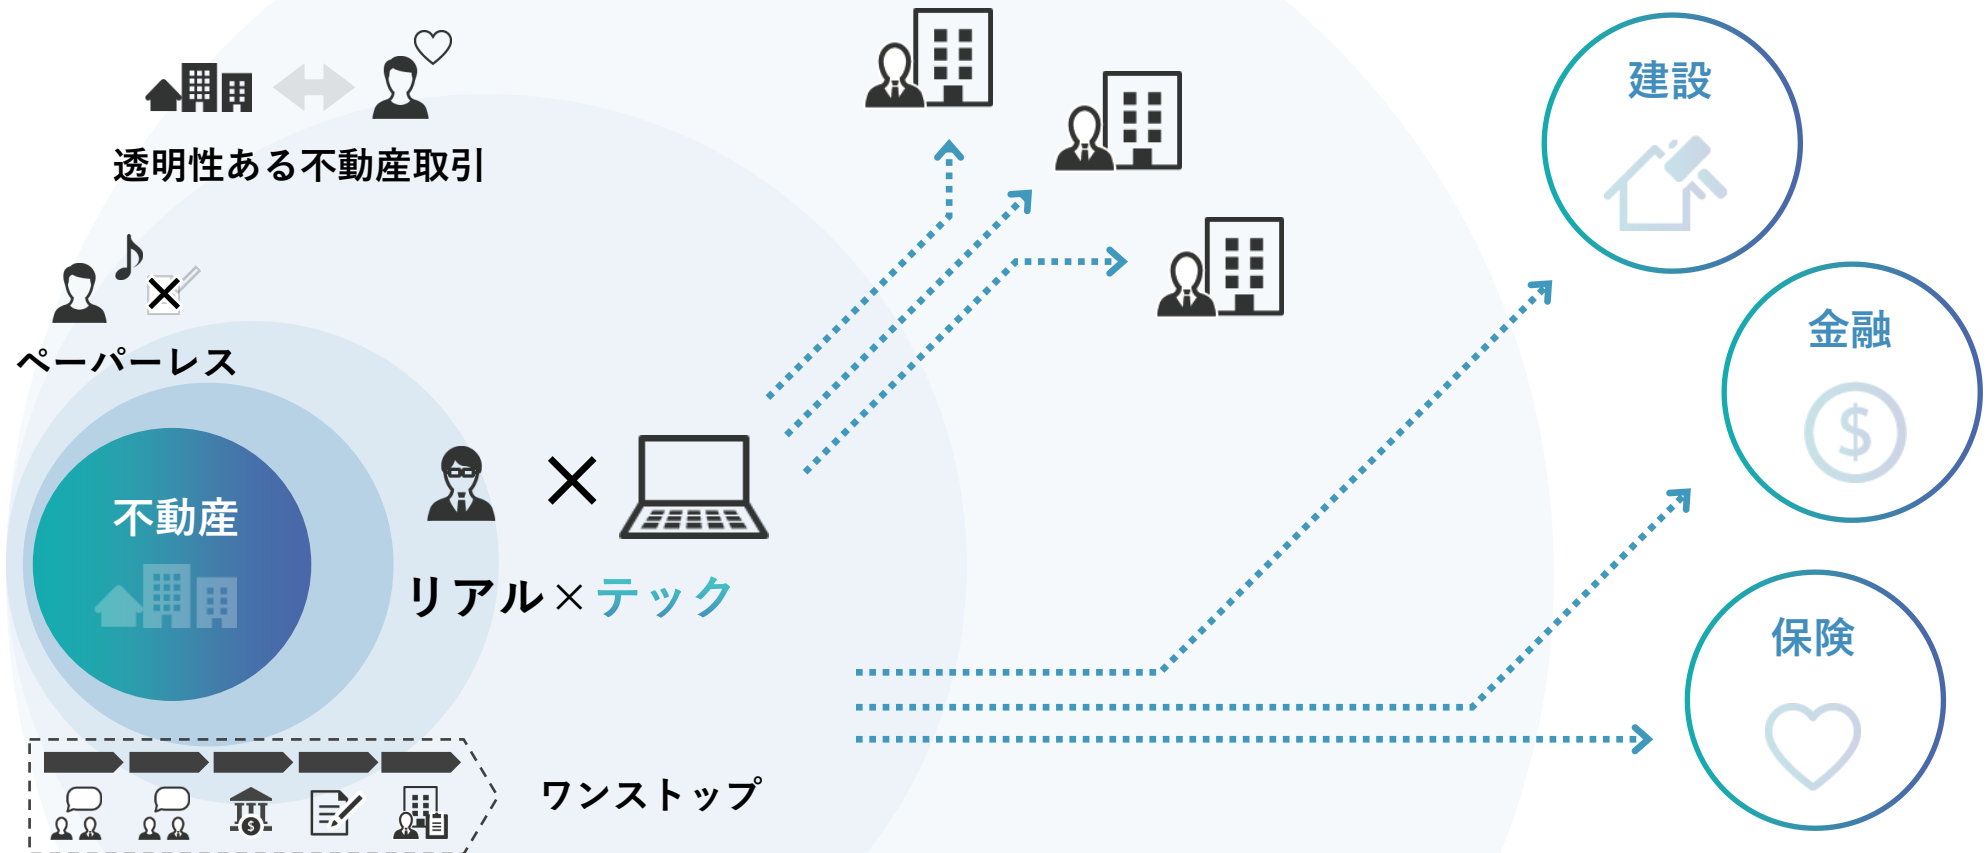 透明性ある不動産取引
ペーパーレス
不動産
リアル×テック
ワンストップ
建設
金融
保険